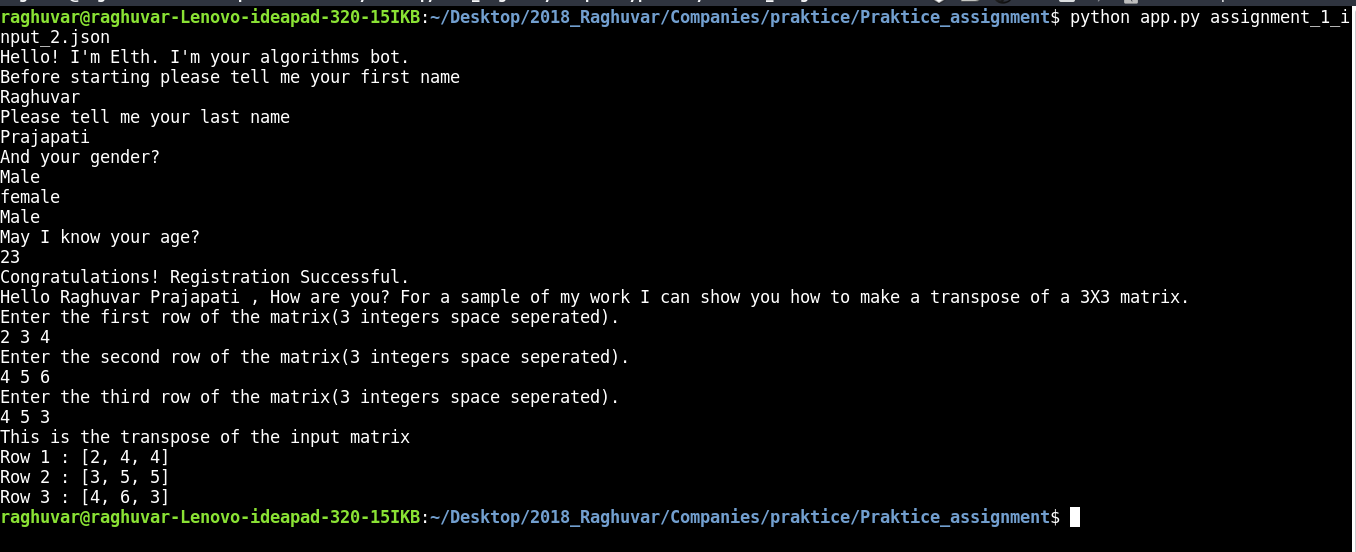 raghuvar@raghuvar-Lenovo-ideapad-320-15IKB:~/Desktop/2018_Raghuvar/Companies/praktice/Praktice_assignment$ python app.py assignment_1_i
nput_2.json
Hello! I'm Elth. I'm your algorithms bot.
Before starting please tell me your first name
Raghuvar
Please tell me your last name
Prajapati
And your gender?
Male
female
Male
May I know your age?
23
Congratulations! Registration Successful.
Hello Raghuvar Prajapati , How are you? For a sample of my work I can show you how to make a transpose of a 3X3 matrix.
Enter the first row of the matrix(3 integers space seperated).
2 3 4
Enter the second row of the matrix(3 integers space seperated).
4 5 6
Enter the third row of the matrix(3 integers space seperated).
4 5 3
This is the transpose of the input matrix
Row 1 : [2, 4, 4]
Row 2 : [3, 5, 5]
Row 3 : [4, 6, 3]
raghuvar@raghuvar-Lenovo-ideapad-320-15IKB:~/Desktop/2018_Raghuvar/Companies/praktice/Praktice_assignment$